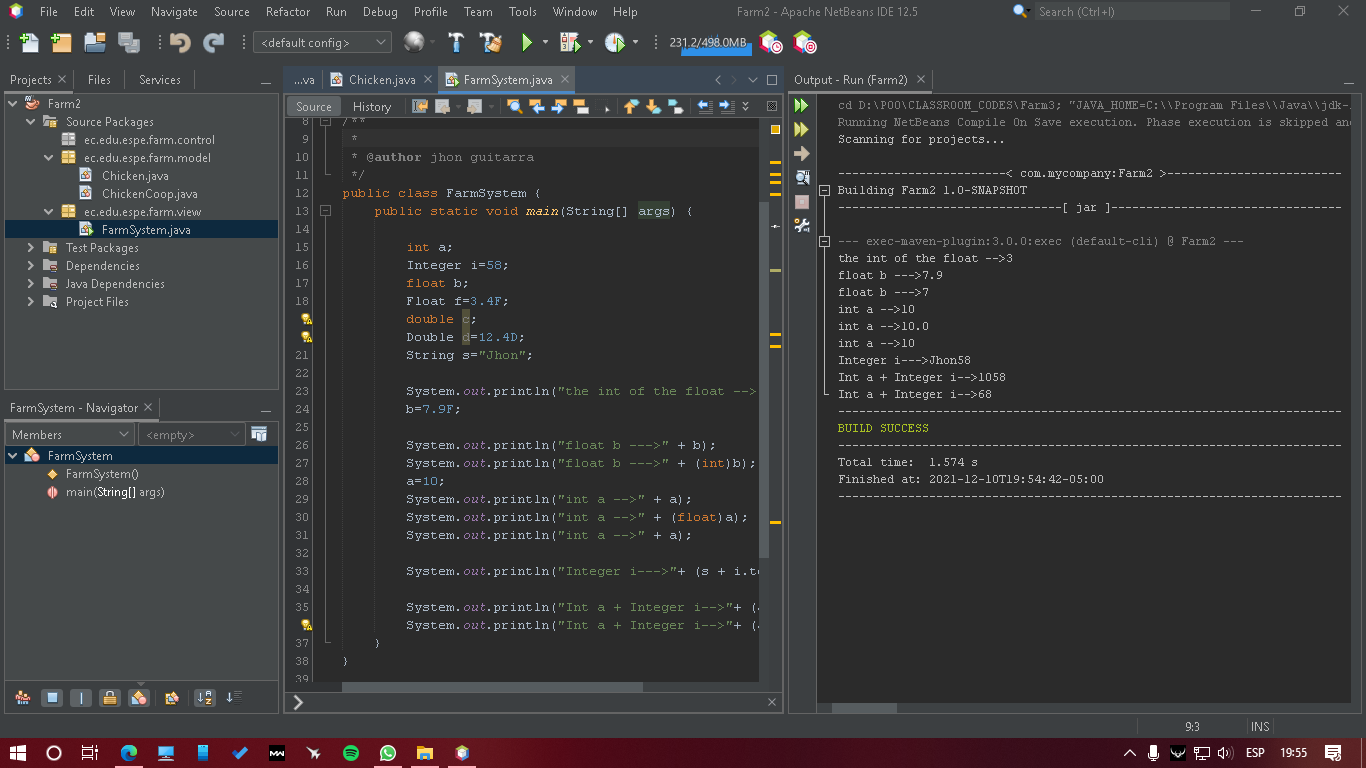 File Edit View Navigate Source Refactor Run Debug Profile Team Tools Window Help Farm2 - Apache NetBeans IDE 12.5 Search (Ctrl+I)
<default config> 231.2/498.0MB
Projects Files Services
Farm2
Source Packages
ec.edu.espe.farm.control
ec.edu.espe.farm.model
Chicken.java
ChickenCoop.java
ec.edu.espe.farm.view
FarmSystem.java
Test Packages
Dependencies
Java Dependencies
Project Files
FarmSystem - Navigator
Members <empty>
FarmSystem
FarmSystem()
main(String[] args)
...va Chicken.java FarmSystem.java
Source History
8 /**
9 *
10 * @author jhon guitarra
11 */
12 public class FarmSystem {
13 public static void main(String[] args) {
14
15 int a;
16 Integer i=58;
17 float b;
18 Float f=3.4F;
double c;
Double d=12.4D;
21 String s="Jhon";
22
23 System.out.println("the int of the float -->
24 b=7.9F;
25
26 System.out.println("float b --->" + b);
27 System.out.println("float b --->" + (int)b);
28 a=10;
29 System.out.println("int a -->" + a);
30 System.out.println("int a -->" + (float)a);
31 System.out.println("int a -->" + a);
32
33 System.out.println("Integer i--->"+ (s + i.to
34
35 System.out.println("Int a + Integer i-->"+ (
System.out.println("Int a + Integer i-->"+ (
37 }
38 }
39
Output - Run (Farm2)
cd D:\POO\CLASSROOM_CODES\Farm3; "JAVA_HOME=C:\\Program Files\\Java\\jdk-
Running NetBeans Compile On Save execution. Phase execution is skipped and
Scanning for projects...
------------------------< com.mycompany:Farm2 >-------------------------
Building Farm2 1.0-SNAPSHOT
--------------------------------[ jar ]---------------------------------
--- exec-maven-plugin:3.0.0:exec (default-cli) @ Farm2 ---
the int of the float -->3
float b --->7.9
float b --->7
int a -->10
int a -->10.0
int a -->10
Integer i--->Jhon58
Int a + Integer i-->1058
Int a + Integer i-->68
------------------------------------------------------------------------
BUILD SUCCESS
------------------------------------------------------------------------
Total time: 1.574 s
Finished at: 2021-12-10T19:54:42-05:00
------------------------------------------------------------------------
9:3 INS
ESP 19:55